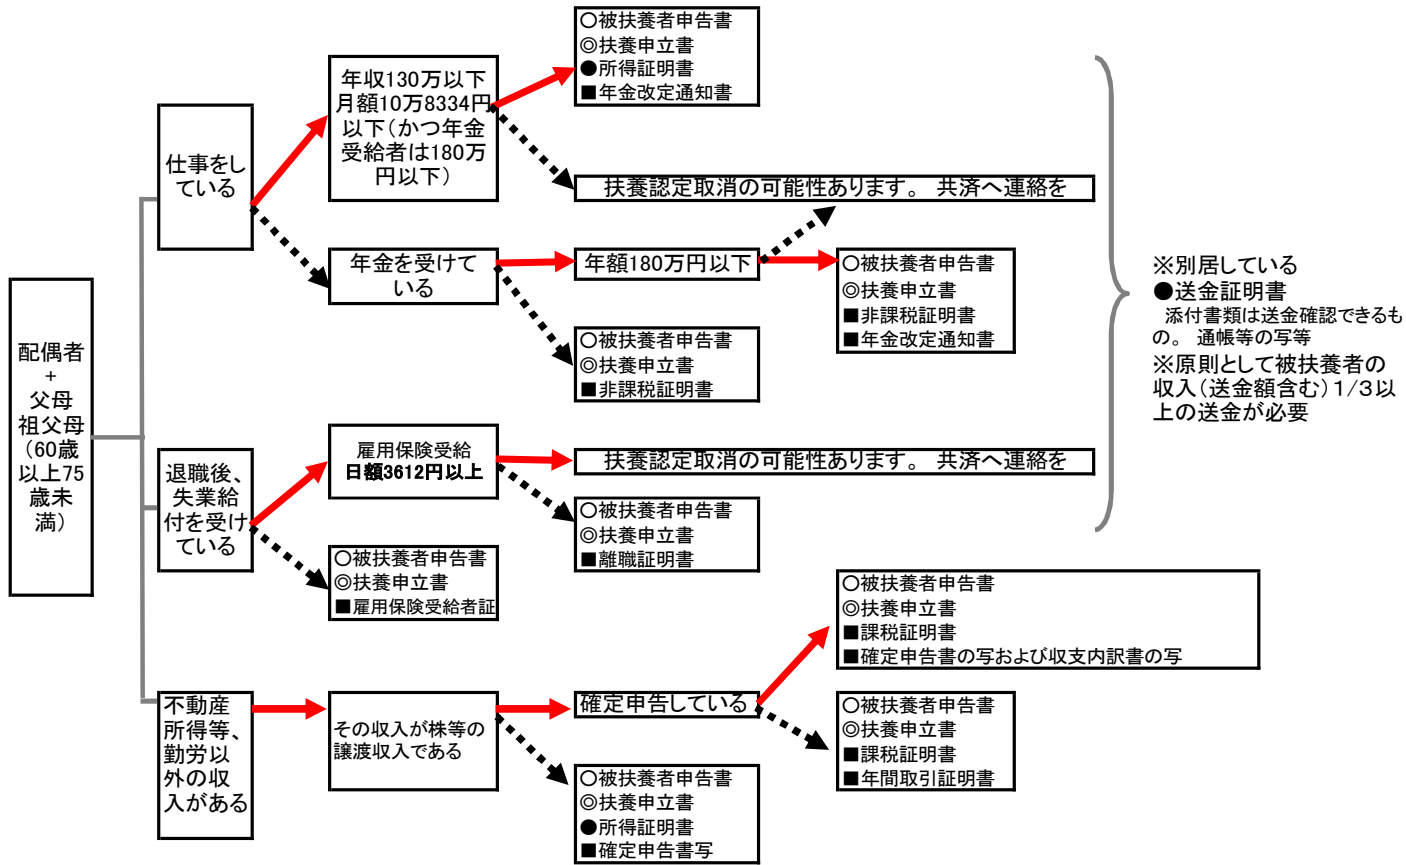 配偶者
+
父母
祖父母
(60歳
以上75
歳未
満)
仕事をし
ている
年収130万以下
月額10万8334円
以下(かつ年金
受給者は180万
円以下)
○被扶養者申告書
◎扶養申立書
●所得証明書
■年金改定通知書
扶養認定取消の可能性あります。 共済へ連絡を
年金を受けて
いる
年額180万円以下
○被扶養者申告書
◎扶養申立書
■非課税証明書
■年金改定通知書
○被扶養者申告書
◎扶養申立書
■非課税証明書
退職後、
失業給
付を受け
ている
雇用保険受給
日額3612円以上
扶養認定取消の可能性あります。 共済へ連絡を
○被扶養者申告書
◎扶養申立書
■離職証明書
○被扶養者申告書
◎扶養申立書
■雇用保険受給者証
不動産
所得等、
勤労以
外の収
入がある
その収入が株等の
譲渡収入である
確定申告している
○被扶養者申告書
◎扶養申立書
■課税証明書
■確定申告書の写および収支内訳書の写
○被扶養者申告書
◎扶養申立書
■課税証明書
■年間取引証明書
○被扶養者申告書
◎扶養申立書
●所得証明書
■確定申告書写
※別居している
●送金証明書
添付書類は送金確認できるも
の。 通帳等の写等
※原則として被扶養者の
収入(送金額含む)1/3以
上の送金が必要